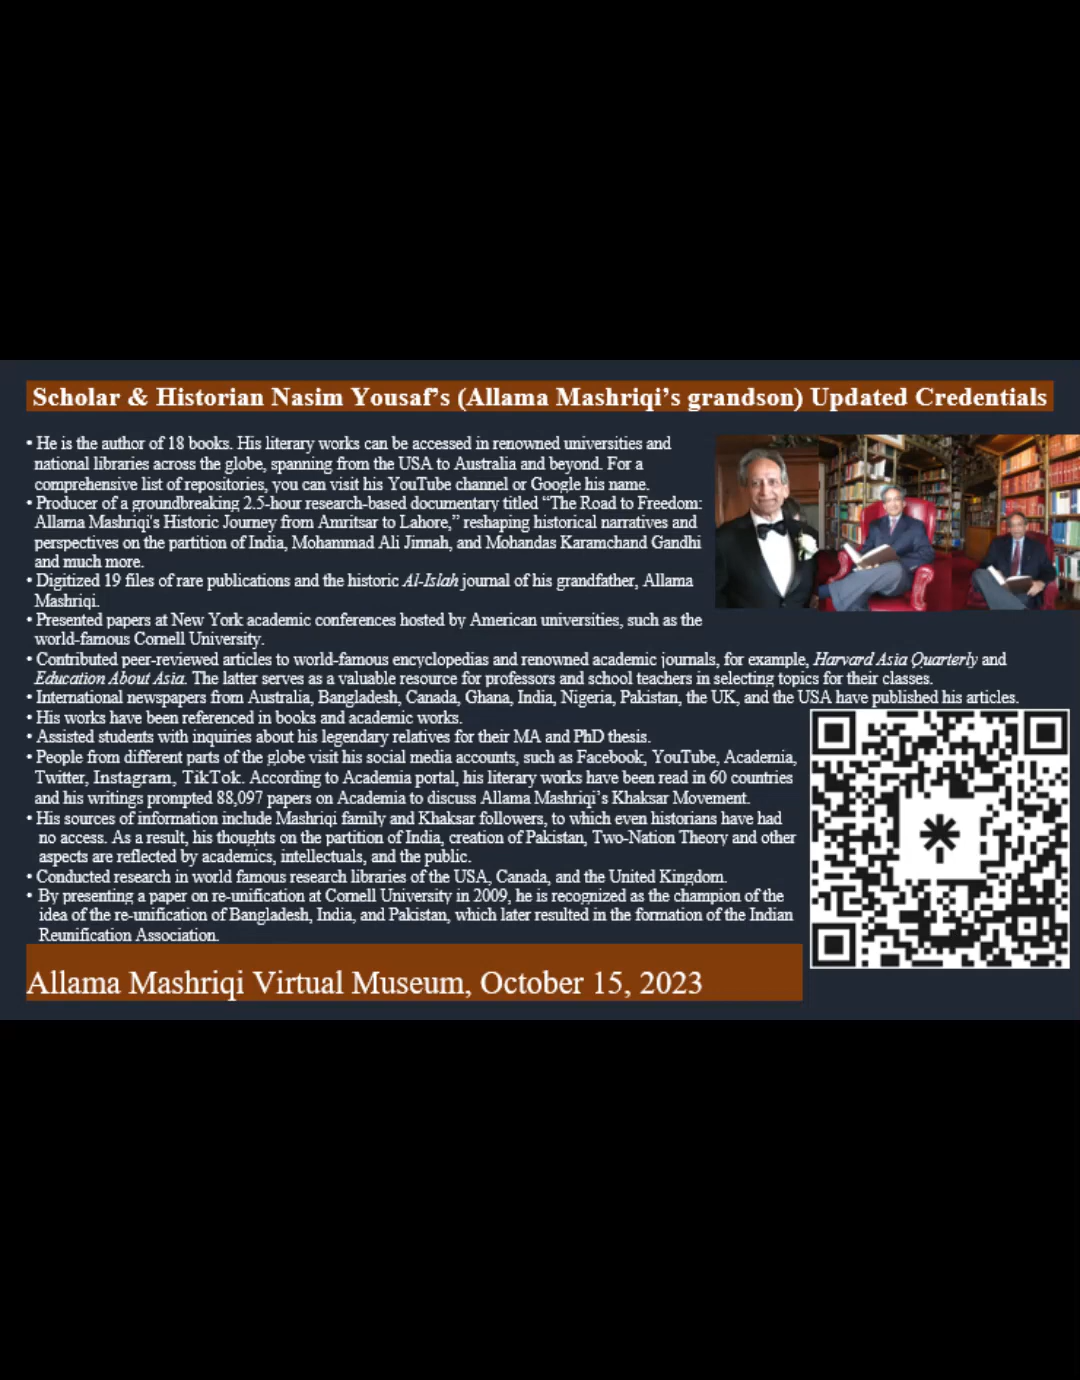 Scholar & Historian Nasim Yousaf's (Allama Mashriqi's grandson) Updated Credentials
• He is the author of 18 books. His literary works can be accessed in renowned universities and
national libraries across the globe, spanning from the USA to Australia and beyond. For a
comprehensive list of repositories, you can visit his YouTube channel or Google his name.
• Producer of a groundbreaking 2.5-hour research-based documentary titled “The Road to Freedom:
Allama Mashriqi's Historic Journey from Amritsar to Lahore,” reshaping historical narratives and
perspectives on the partition of India, Mohammad Ali Jinnah, and Mohandas Karamchand Gandhi
and much more.
• Digitized 19 files of rare publications and the historic Al-Islah journal of his grandfather, Allama
Mashriqi.
• Presented papers at New York academic conferences hosted by American universities, such as the
world-famous Cornell University.
• Contributed peer-reviewed articles to world-famous encyclopedias and renowned academic journals, for example, Harvard Asia Quarterly and
Education About Asia. The latter serves as a valuable resource for professors and school teachers in selecting topics for their classes.
• International newspapers from Australia, Bangladesh, Canada, Ghana, India, Nigeria, Pakistan, the UK, and the USA have published his articles.
• His works have been referenced in books and academic works.
• Assisted students with inquiries about his legendary relatives for their MA and PhD thesis.
• People from different parts of the globe visit his social media accounts, such as Facebook, YouTube, Academia,
Twitter, Instagram, TikTok. According to Academia portal, his literary works have been read in 60 countries
and his writings prompted 88,097 papers on Academia to discuss Allama Mashriqi’s Khaksar Movement.
• His sources of information include Mashriqi family and Khaksar followers, to which even historians have had
no access. As a result, his thoughts on the partition of India, creation of Pakistan, Two-Nation Theory and other
aspects are reflected by academics, intellectuals, and the public.
• Conducted research in world famous research libraries of the USA, Canada, and the United Kingdom.
• By presenting a paper on re-unification at Cornell University in 2009, he is recognized as the champion of the
idea of the re-unification of Bangladesh, India, and Pakistan, which later resulted in the formation of the Indian
Reunification Association.
Allama Mashriqi Virtual Museum, October 15, 2023